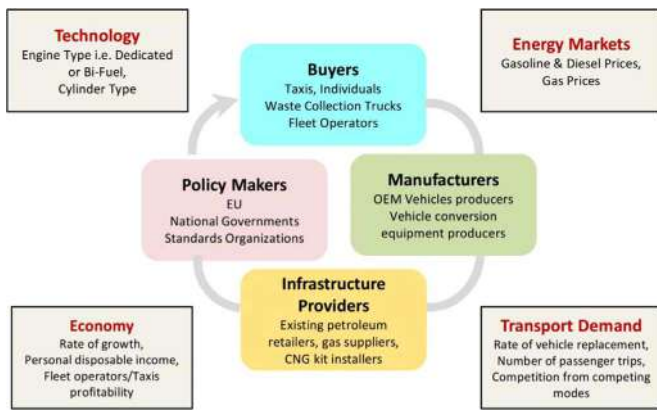 Technology
Engine Type i.e. Dedicated
or Bi-Fuel,
Cylinder Type
Buyers
Taxis, Individuals
Waste Collection Trucks
Fleet Operators
Energy Markets
Gasoline & Diesel Prices,
Gas Prices
Policy Makers
EU
National Governments
Standards Organizations
Manufacturers
OEM Vehicles producers
Vehicle conversion
equipment producers
Infrastructure
Providers
Existing petroleum
retailers, gas suppliers,
CNG kit installers
Economy
Rate of growth,
Personal disposable income,
Fleet operators/Taxis
profitability
Transport Demand
Rate of vehicle replacement,
Number of passenger trips,
Competition from competing
modes